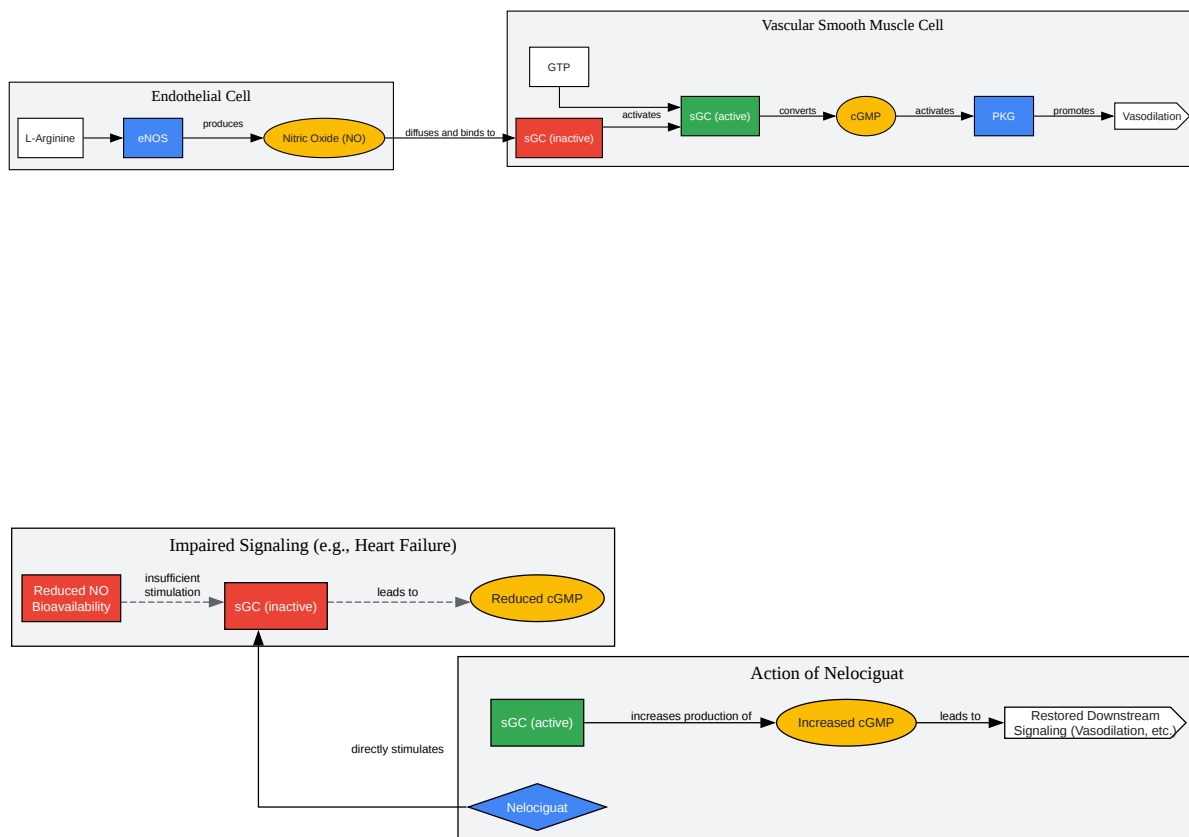 Vascular Smooth Muscle Cell
GTP
Endothelial Cell
L-Arginine
eNOS
produces
Nitric Oxide (NO)
diffuses and binds to
sGC (inactive)
activates
sGC (active)
converts
cGMP
activates
PKG
promotes
Vasodilation
Impaired Signaling (e.g., Heart Failure)
Reduced NO
Bioavailability
insufficient
stimulation
sGC (inactive)
leads to
Reduced cGMP
Action of Nelociguat
sGC (active)
increases production of
Increased cGMP
leads to
Restored Downstream
Signaling (Vasodilation, etc.)
directly stimulates
Nelociguat